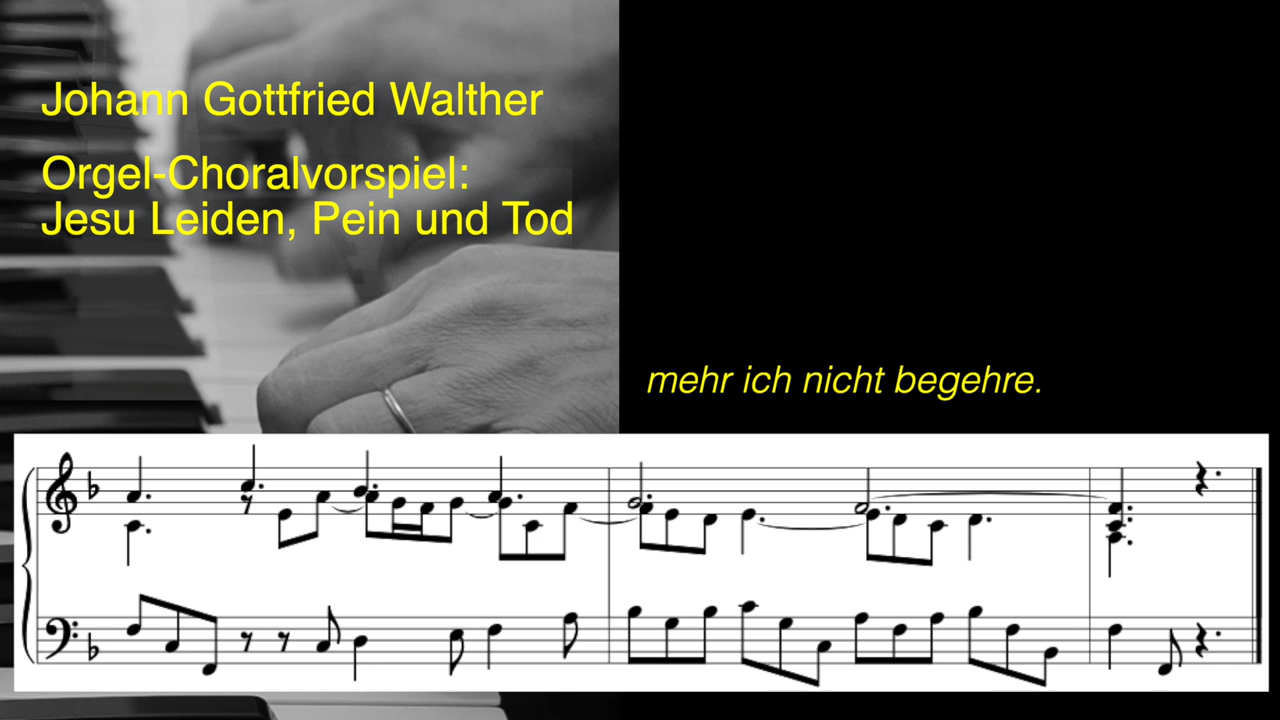 Johann Gottfried Walther
Orgel-Choralvorspiel:
Jesu Leiden, Pein und Tod
mehr ich nicht begehre.